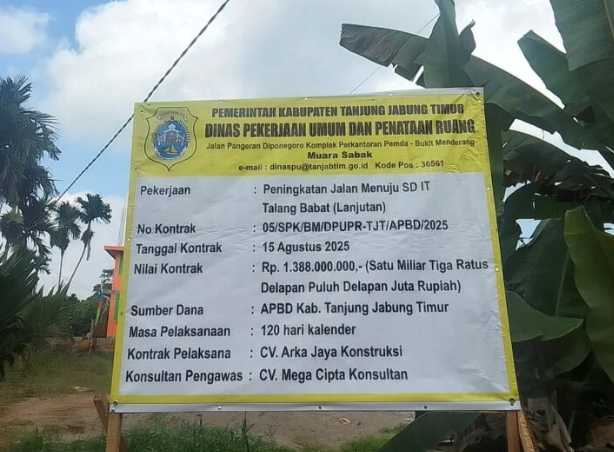 PEMERINTAH KABUPATEN TANJUNG JABUNG TIMUR
DINAS PEKERJAAN UMUM DAN PENATAAN RUANG
Jalan Pangeran Diponegoro Komplek Perkantoran Pemda - Bukit Menderang
Muara Sabak
e-mail : dinaspu@tanjabtim.go.id Kode Pos : 36561
Pekerjaan : Peningkatan Jalan Menuju SD IT
Talang Babat (Lanjutan)
No Kontrak : 05/SPK/BM/DPUPR-TJT/APBD/2025
Tanggal Kontrak : 15 Agustus 2025
Nilai Kontrak : Rp. 1.388.000.000,- (Satu Miliar Tiga Ratus
Delapan Puluh Delapan Juta Rupiah)
Sumber Dana : APBD Kab. Tanjung Jabung Timur
Masa Pelaksanaan : 120 hari kalender
Kontrak Pelaksana : CV. Arka Jaya Konstruksi
Konsultan Pengawas : CV. Mega Cipta Konsultan